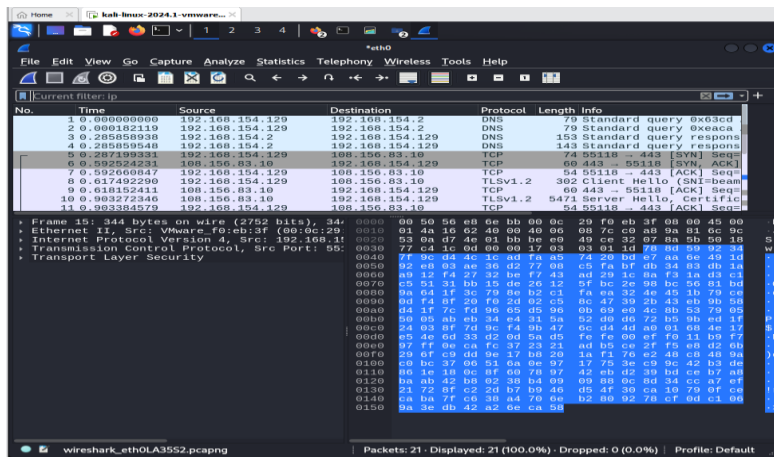 Home
kali-linux-2024.1-vmware...
1 2 3 4
*eth0
File Edit View Go Capture Analyze Statistics Telephony Wireless Tools Help
Current filter: ip
No. Time Source Destination Protocol Length Info
1 0.000000000 192.168.154.129 192.168.154.2 DNS 79 Standard query 0x63cd
2 0.000182119 192.168.154.129 192.168.154.2 DNS 79 Standard query 0xeaca
3 0.285858938 192.168.154.2 192.168.154.129 DNS 153 Standard query respons
4 0.285859548 192.168.154.2 192.168.154.129 DNS 143 Standard query respons
5 0.287199331 192.168.154.129 108.156.83.10 TCP 74 55118 → 443 [SYN] Seq=
6 0.592524231 108.156.83.10 192.168.154.129 TCP 60 443 → 55118 [SYN, ACK]
7 0.592660847 192.168.154.129 108.156.83.10 TCP 54 55118 → 443 [ACK] Seq=
8 0.617492290 192.168.154.129 108.156.83.10 TLSv1.2 302 Client Hello (SNI=beam
9 0.618152411 108.156.83.10 192.168.154.129 TCP 60 443 → 55118 [ACK] Seq=
10 0.903272346 108.156.83.10 192.168.154.129 TLSv1.2 5471 Server Hello, Certific
11 0.903384579 192.168.154.129 108.156.83.10 TCP 54 55118 → 443 [ACK] Seq=
Frame 15: 344 bytes on wire (2752 bits), 344
Ethernet II, Src: VMware_f0:eb:3f (00:0c:29:
Internet Protocol Version 4, Src: 192.168.15
Transmission Control Protocol, Src Port: 551
Transport Layer Security
0000 00 50 56 e8 6e bb 00 0c 29 f0 eb 3f 08 00 45 00
0010 01 4a 16 62 40 00 40 06 08 7c c0 a8 9a 81 6c 9c
0020 53 0a d7 4e 01 bb be e0 49 ce 32 07 8a 5b 50 18
0030 77 c4 1c 0d 00 00 17 03 03 01 1d 78 8d 59 92 34
0040 7f 9c d4 4c 1c ad fa a5 74 20 bd e7 aa 6e 49 1d
0050 92 e8 03 ae 36 d2 77 08 c5 fa bf db 34 83 db 1a
0060 a9 12 f4 27 32 be f7 43 ad 29 1c 8a f3 1a d3 c1
0070 c5 51 31 bb 15 de 26 12 5f bc 2e 98 bc 56 81 bd
0080 9a 64 1f 3c 79 8e b2 c1 fa ea 32 4e 45 1b 79 ce
0090 0d f4 8f 20 f0 2d 02 c5 8c 47 39 2b 43 eb 9b 58
00a0 d4 1f 7c fd 96 65 d5 96 0b 69 e0 4c 8b 53 79 05
00b0 50 05 ab eb 34 e4 31 5a 52 0d d6 72 b5 9b ed 1f
00c0 24 03 8f 7d 9c f4 9b 47 6c d4 4d a0 01 68 4e 17
00d0 e5 4e 6d 33 d2 0d 5a d5 fe fe 00 ef f0 11 b9 f7
00e0 97 ff 0e ca fc 37 23 21 ad b5 ce 2f f5 e8 d2 6b
00f0 29 6f c9 dd 9e 17 b8 20 1a f1 76 e2 48 c8 48 9a
0100 c0 bc 37 06 51 6a 0e 97 17 75 3e c9 9c 42 b3 de
0110 86 1e 18 0c 8f 60 78 97 42 eb d2 39 bd ce b7 a8
0120 ba ab 42 b8 02 38 b4 09 09 88 0c 8d 34 cc a7 ef
0130 21 72 8f c2 2d b7 b9 46 d5 4f 30 ca 10 79 0f ce
0140 ca ba 7f c6 38 a4 70 6e b2 80 92 78 cf 0d c1 06
0150 9a 3e db 42 a2 6e ca 58
wireshark_eth0LA35S2.pcapng
Packets: 21 · Displayed: 21 (100.0%) · Dropped: 0 (0.0%)
Profile: Default